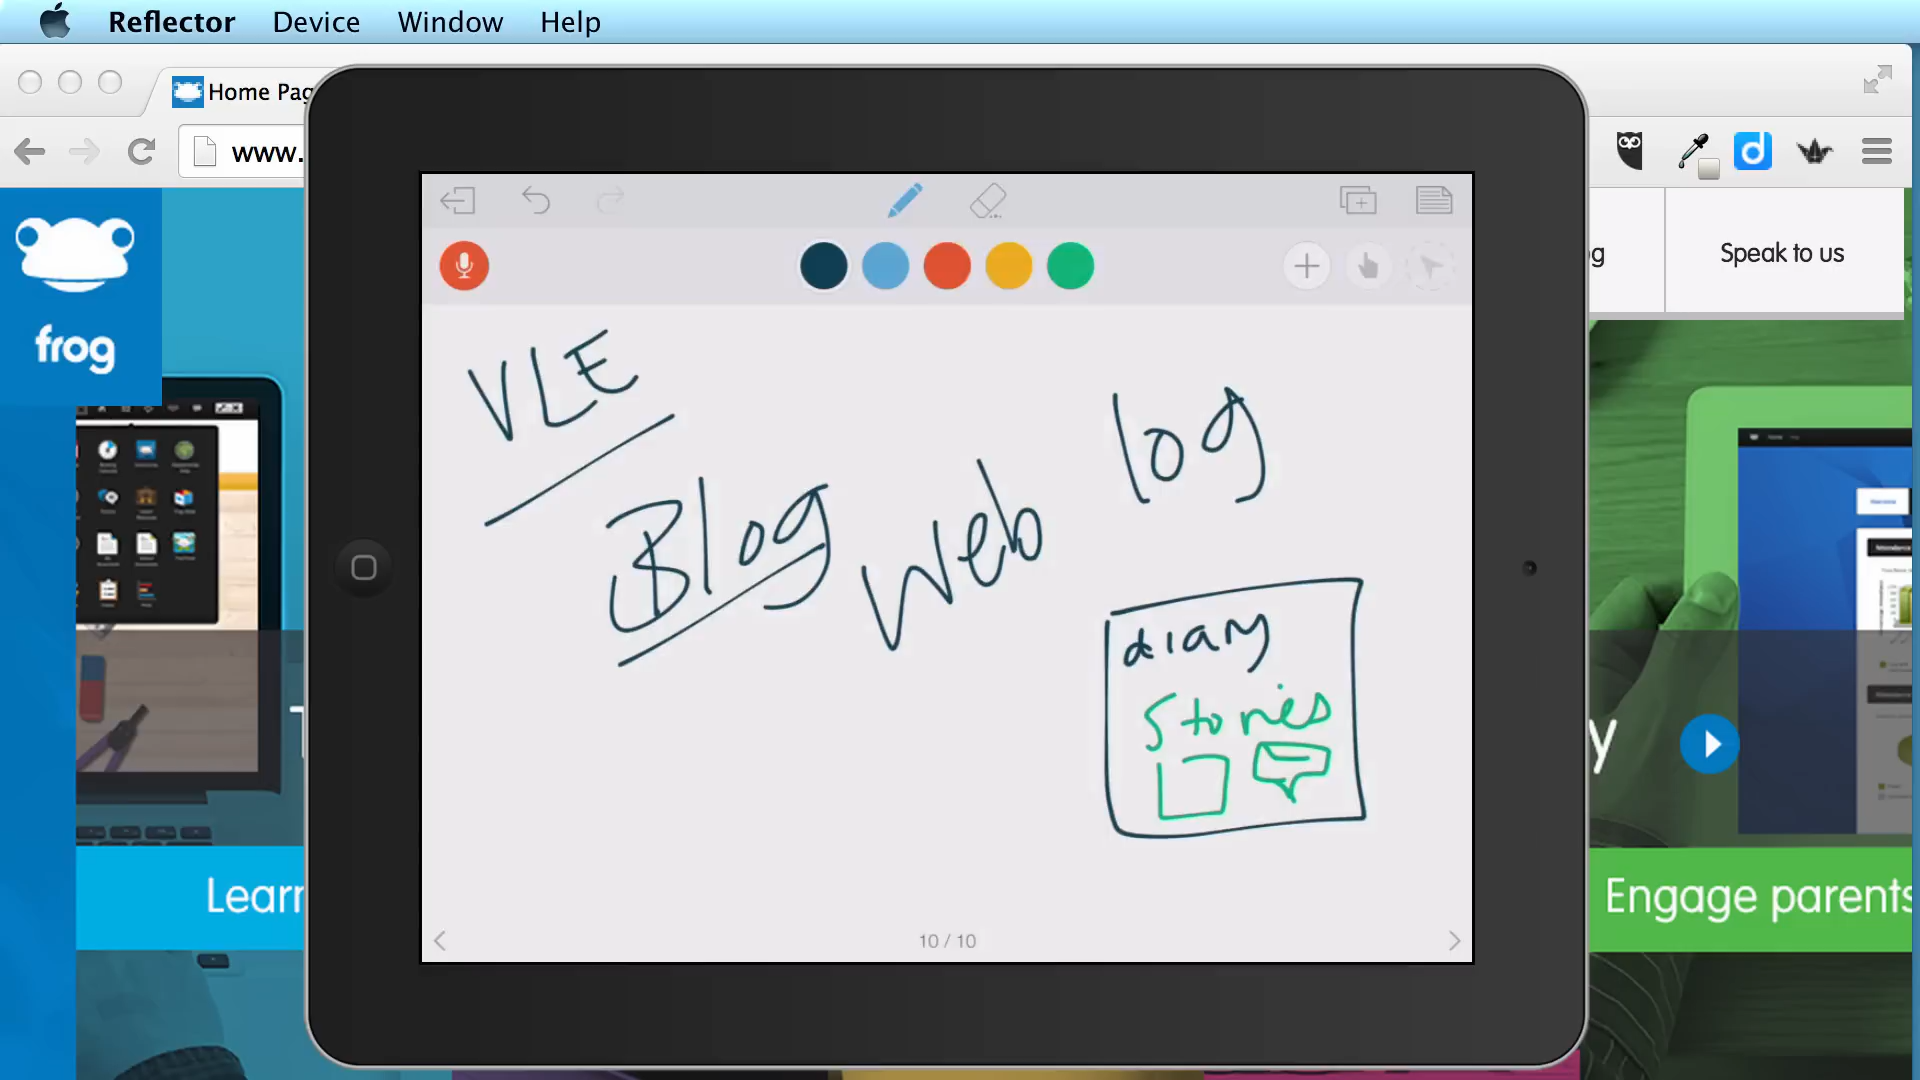 Reflector Device Window Help
Home Pag
www.
frog
g
Speak to us
VLE
Blog
Web
log
diary
Stories
T
y
Learn
Engage parents
10 / 10